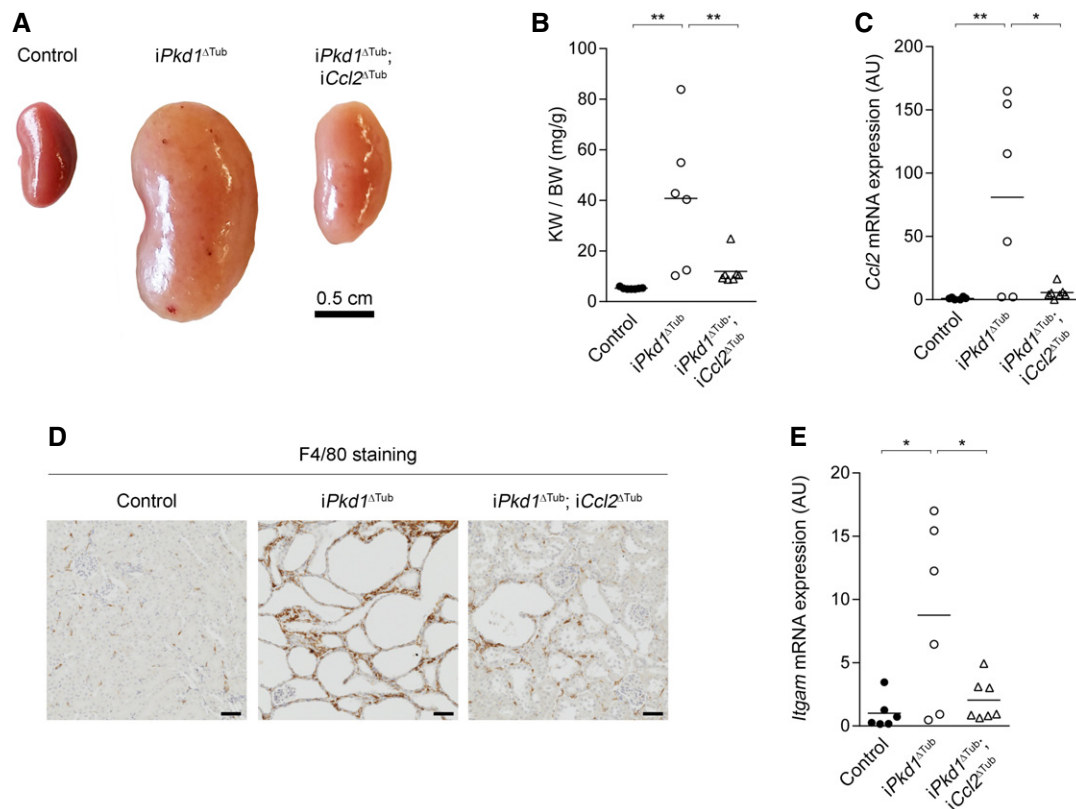 A
Control
iPkd1ΔTub
iPkd1ΔTub;
iCcl2ΔTub
0.5 cm
B
** **
KW / BW (mg/g)
100
80
60
40
20
0
Control
iPkd1ΔTub
iPkd1ΔTub;
iCcl2ΔTub
C
** *
Ccl2 mRNA expression (AU)
200
150
100
50
0
Control
iPkd1ΔTub
iPkd1ΔTub;
iCcl2ΔTub
D
F4/80 staining
Control
iPkd1ΔTub
iPkd1ΔTub; iCcl2ΔTub
E
* *
Itgam mRNA expression (AU)
20
15
10
5
0
Control
iPkd1ΔTub
iPkd1ΔTub;
iCcl2ΔTub